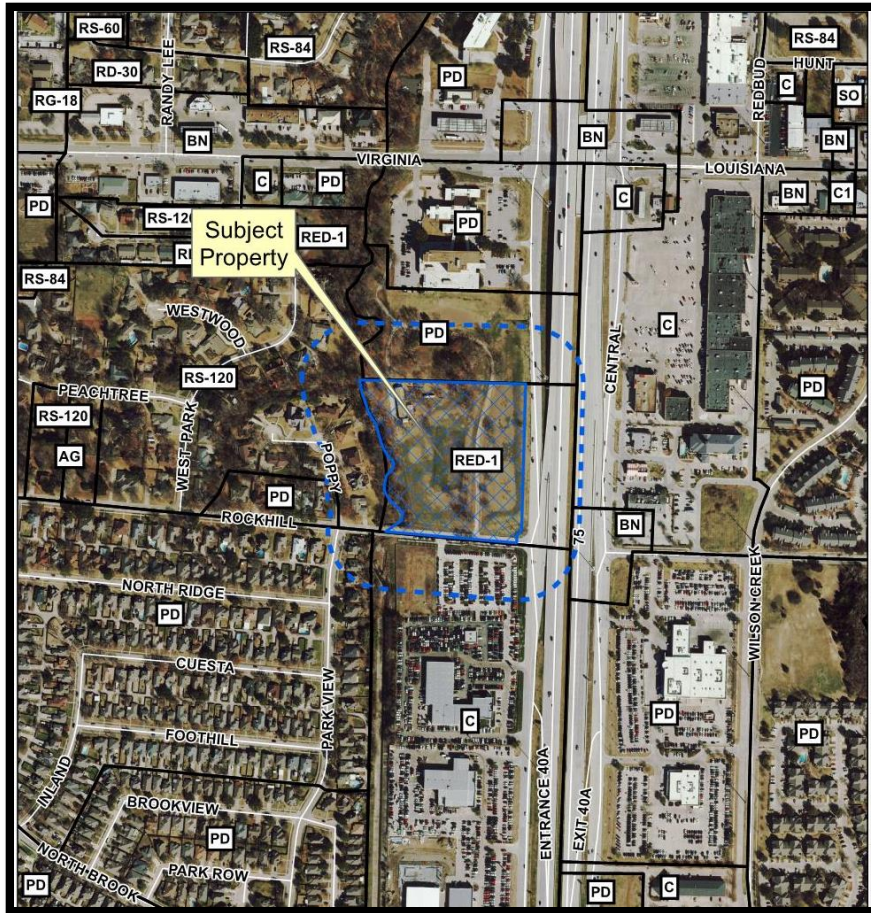 RS-60
RS-84
RD-30
RG-18
RANDY LEE
BN
PD
VIRGINIA
C
PD
PD
RS-120
RED-1
Subject
Property
PD
BN
REDBUD
RS-84
HUNT
C
SO
BN
BN
LOUISIANA
BN
C1
C
CENTRAL
C
RS-84
WESTWOOD
RS-120
PEACHTREE
RS-120
AG
WEST PARK
POPPY
PD
ROCKHILL
PD
RED-1
75
BN
PD
WILSON CREEK
NORTH RIDGE
PD
CUESTA
FOOTHILL
PARK VIEW
INLAND
BROOKVIEW
PD
PARK ROW
NORTH BROOK
PD
C
ENTRANCE 40A
EXIT 40A
PD
PD
PD
C